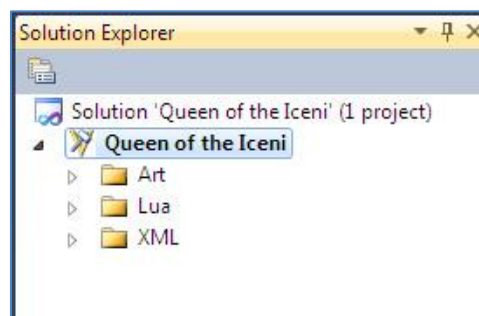 Solution Explorer
Solution 'Queen of the Iceni' (1 project)
Queen of the Iceni
Art
Lua
XML